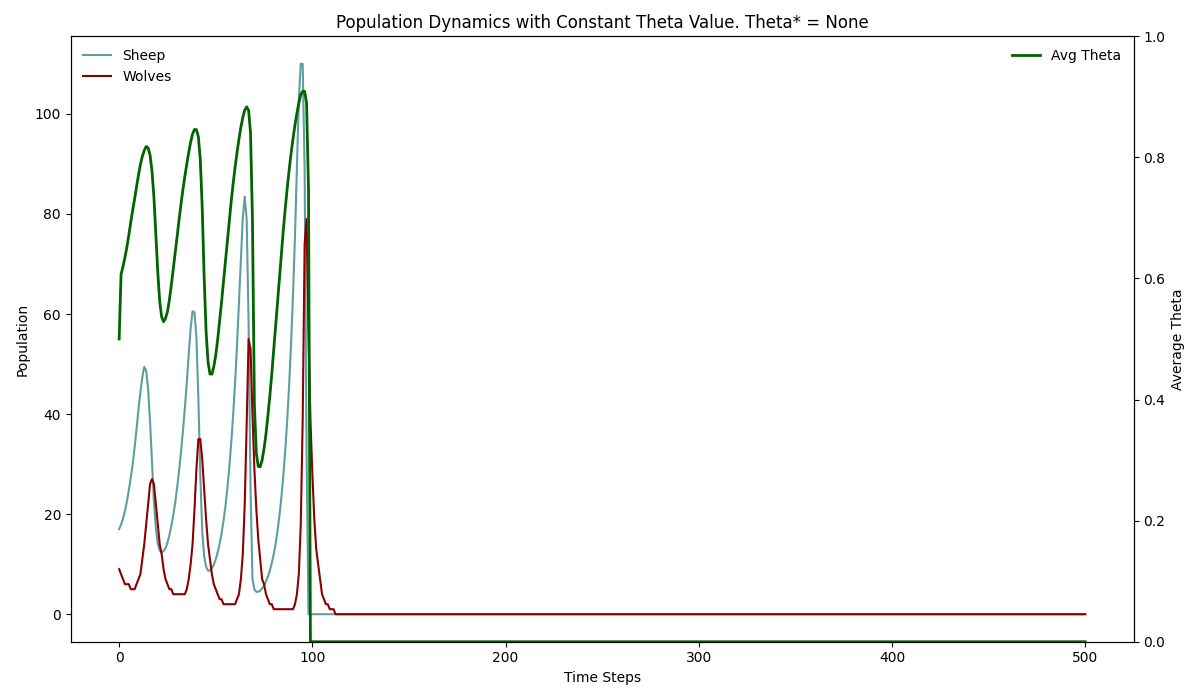 Population Dynamics with Constant Theta Value. Theta* = None
Sheep
Wolves
Avg Theta
Population
100
80
60
40
20
0
1.0
0.8
0.6
0.4
0.2
0.0
Average Theta
0 100 200 300 400 500
Time Steps